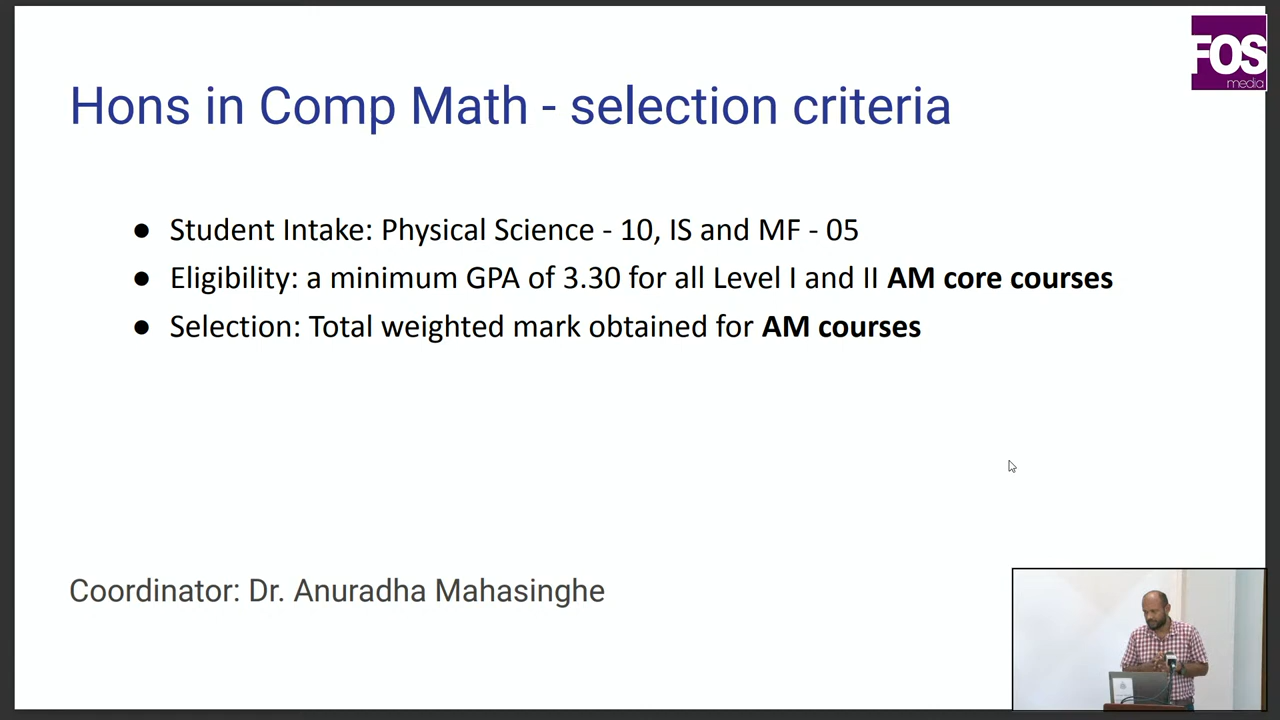 FOS
media
Hons in Comp Math - selection criteria
● Student Intake: Physical Science - 10, IS and MF - 05
● Eligibility: a minimum GPA of 3.30 for all Level I and II AM core courses
● Selection: Total weighted mark obtained for AM courses
Coordinator: Dr. Anuradha Mahasinghe